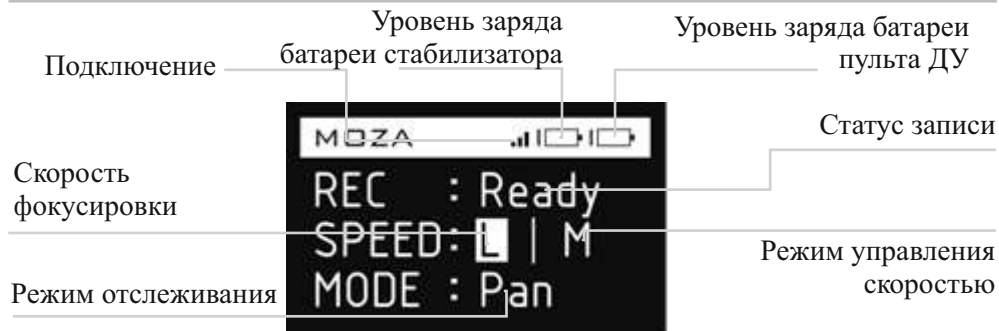 Уровень заряда
батареи стабилизатора
Уровень заряда батареи
пульта ДУ
Подключение
Статус записи
MOZA
REC : Ready
SPEED: L | M
MODE : Pan
Скорость
фокусировки
Режим управления
скоростью
Режим отслеживания